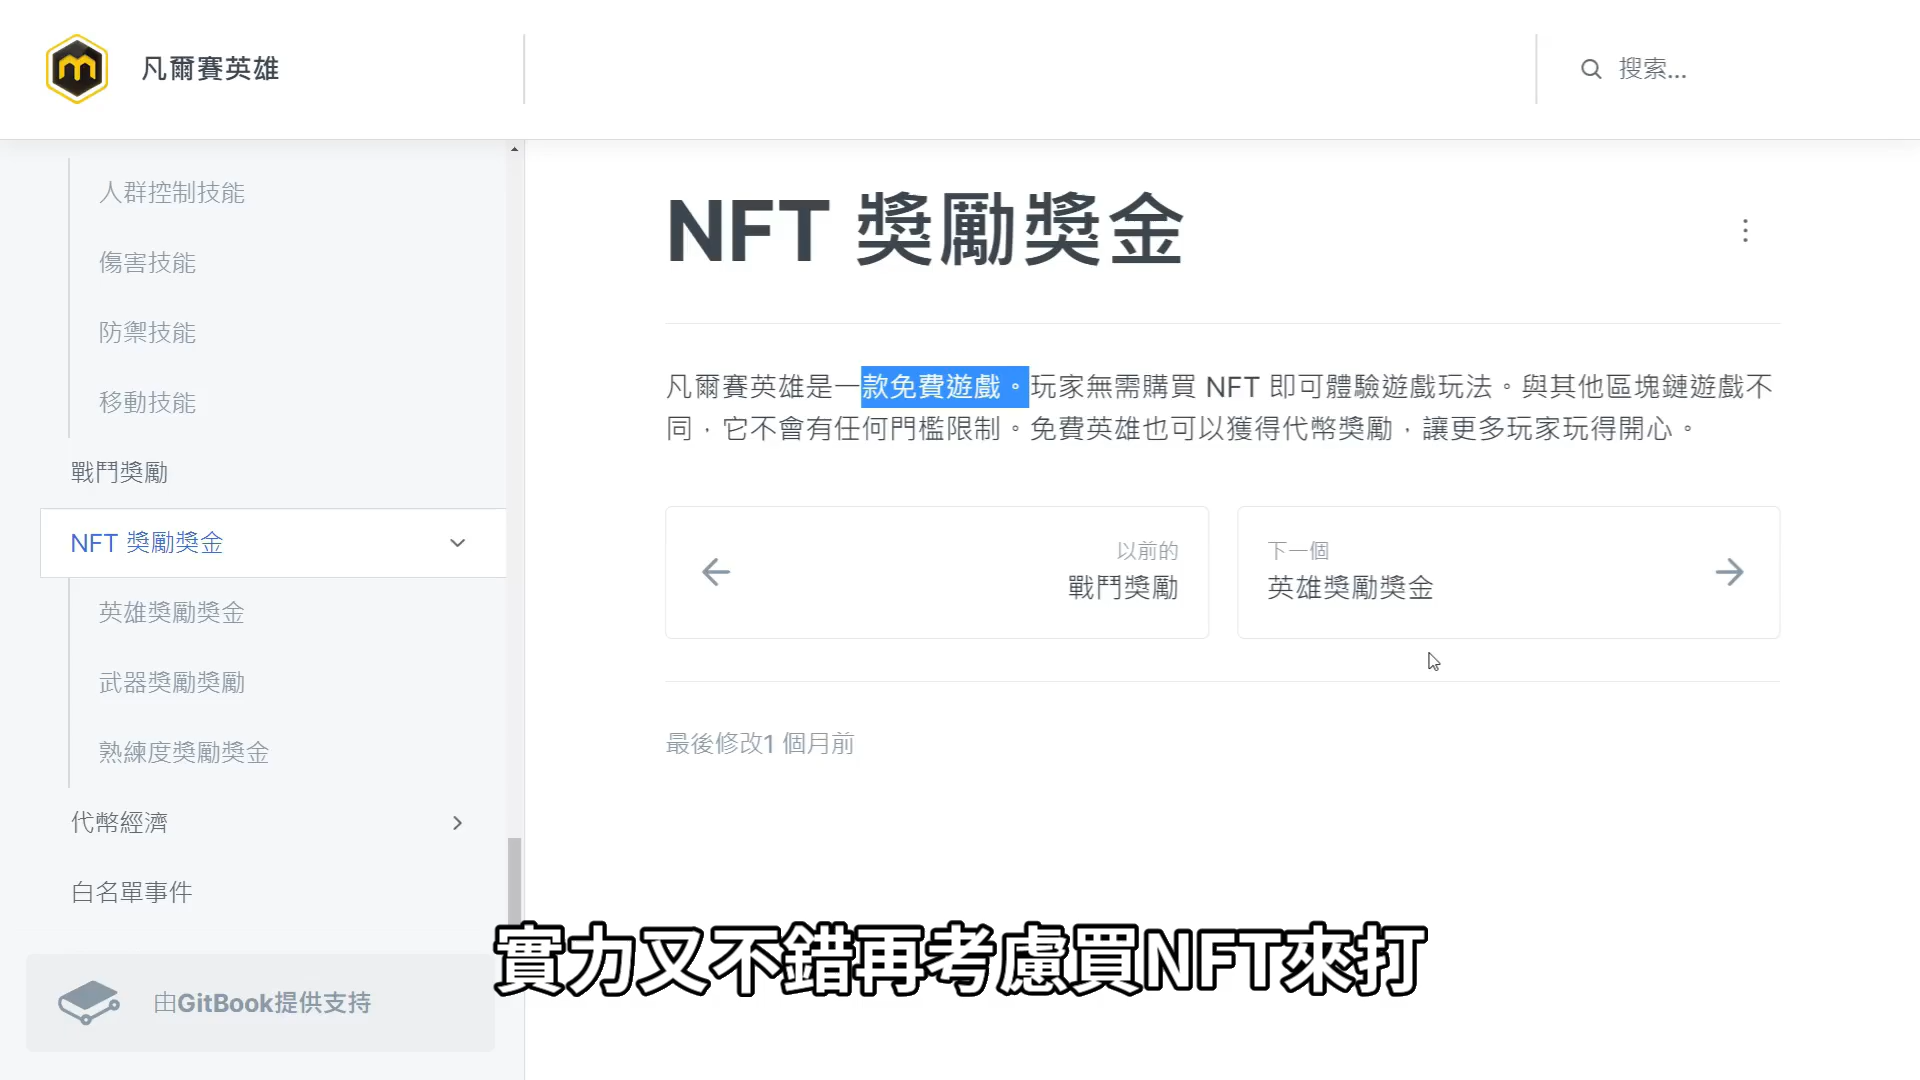 凡爾賽英雄
搜索...
人群控制技能
傷害技能
防禦技能
移動技能
戰鬥獎勵
NFT 獎勵獎金
英雄獎勵獎金
武器獎勵獎勵
熟練度獎勵獎金
代幣經濟
白名單事件
由GitBook提供支持
NFT 獎勵獎金
凡爾賽英雄是一款免費遊戲。玩家無需購買 NFT 即可體驗遊戲玩法。與其他區塊鏈遊戲不
同，它不會有任何門檻限制。免費英雄也可以獲得代幣獎勵，讓更多玩家玩得開心。
以前的
戰鬥獎勵
下一個
英雄獎勵獎金
最後修改1 個月前
實力又不錯再考慮買NFT來打